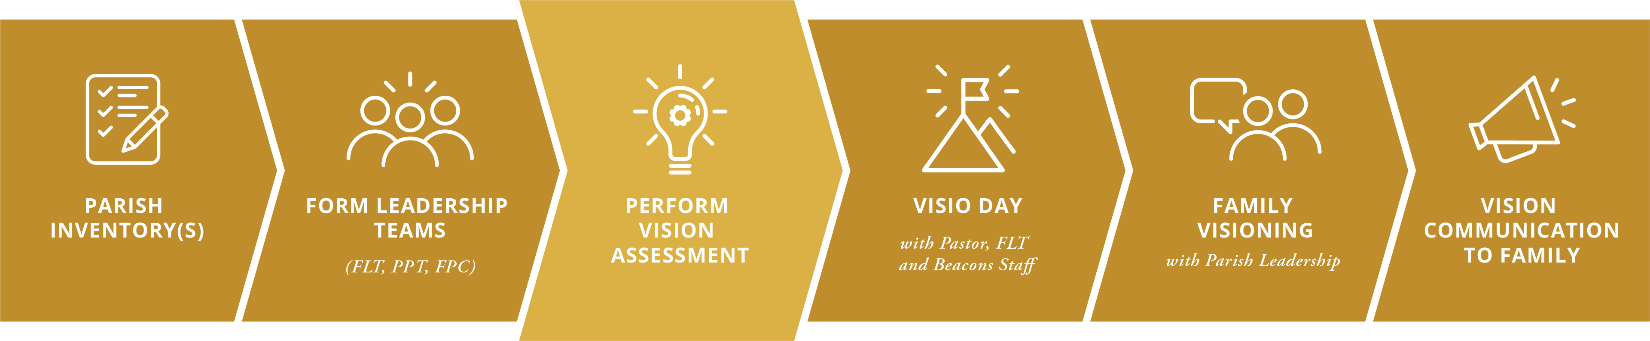 PARISH
INVENTORY(S)
FORM LEADERSHIP
TEAMS
(FLT, PPT, FPC)
PERFORM
VISION
ASSESSMENT
VISIO DAY
with Pastor, FLT
and Beacons Staff
FAMILY
VISIONING
with Parish Leadership
VISION
COMMUNICATION
TO FAMILY